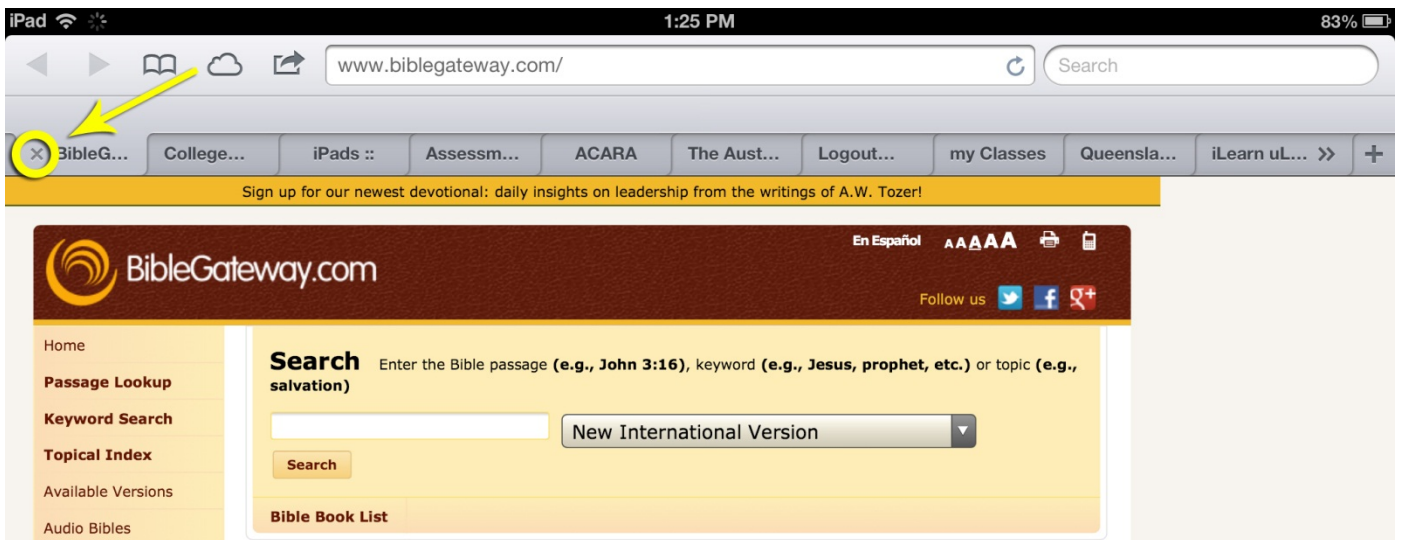 iPad 1:25 PM 83%
www.biblegateway.com/ Search
BibleG... College... iPads :: Assessm... ACARA The Aust... Logout... my Classes Queensla... iLearn uL...
Sign up for our newest devotional: daily insights on leadership from the writings of A.W. Tozer!
En Español A A A A A
BibleGateway.com
Follow us
Home
Passage Lookup
Keyword Search
Topical Index
Available Versions
Audio Bibles
Search Enter the Bible passage (e.g., John 3:16), keyword (e.g., Jesus, prophet, etc.) or topic (e.g.,
salvation)
New International Version
Search
Bible Book List